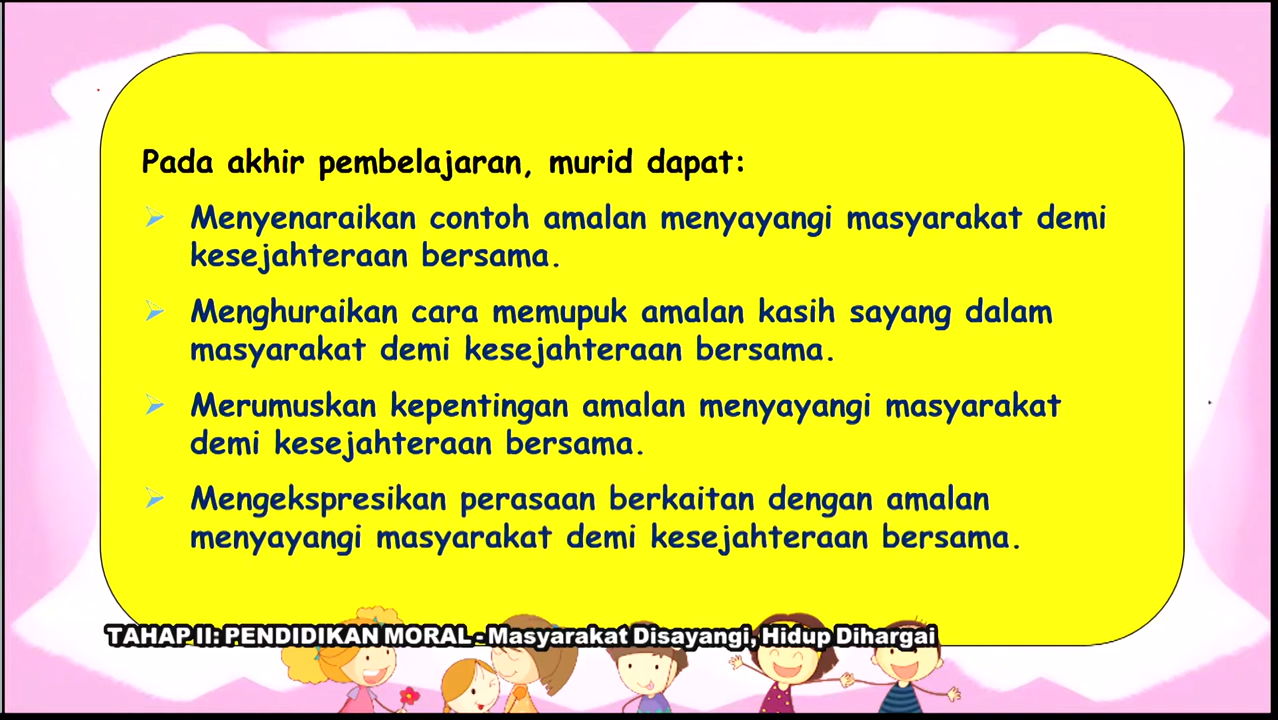 Pada akhir pembelajaran, murid dapat:
Menyenaraikan contoh amalan menyayangi masyarakat demi
kesejahteraan bersama.
Menghuraikan cara memupuk amalan kasih sayang dalam
masyarakat demi kesejahteraan bersama.
Merumuskan kepentingan amalan menyayangi masyarakat
demi kesejahteraan bersama.
Mengekspresikan perasaan berkaitan dengan amalan
menyayangi masyarakat demi kesejahteraan bersama.
TAHAP II: PENDIDIKAN MORAL - Masyarakat Disayangi, Hidup Dihargai